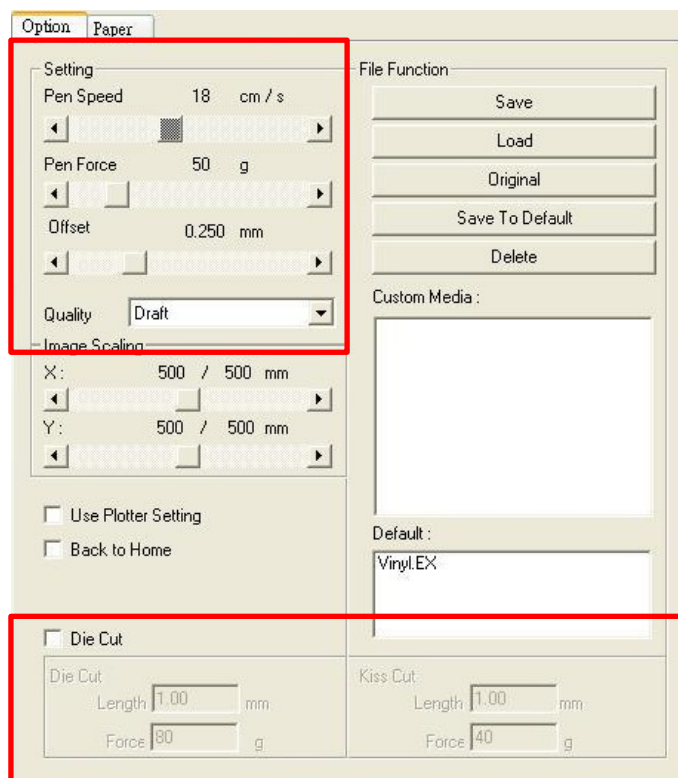 Option Paper
Setting
Pen Speed 18 cm / s
Pen Force 50 g
Offset 0.250 mm
Quality Draft
Image Scaling
X : 500 / 500 mm
Y : 500 / 500 mm
Use Plotter Setting
Back to Home
File Function
Save
Load
Original
Save To Default
Delete
Custom Media :
Default :
Vinyl.EX
Die Cut
Die Cut
Length 1.00 mm
Force 80 g
Kiss Cut
Length 1.00 mm
Force 40 g